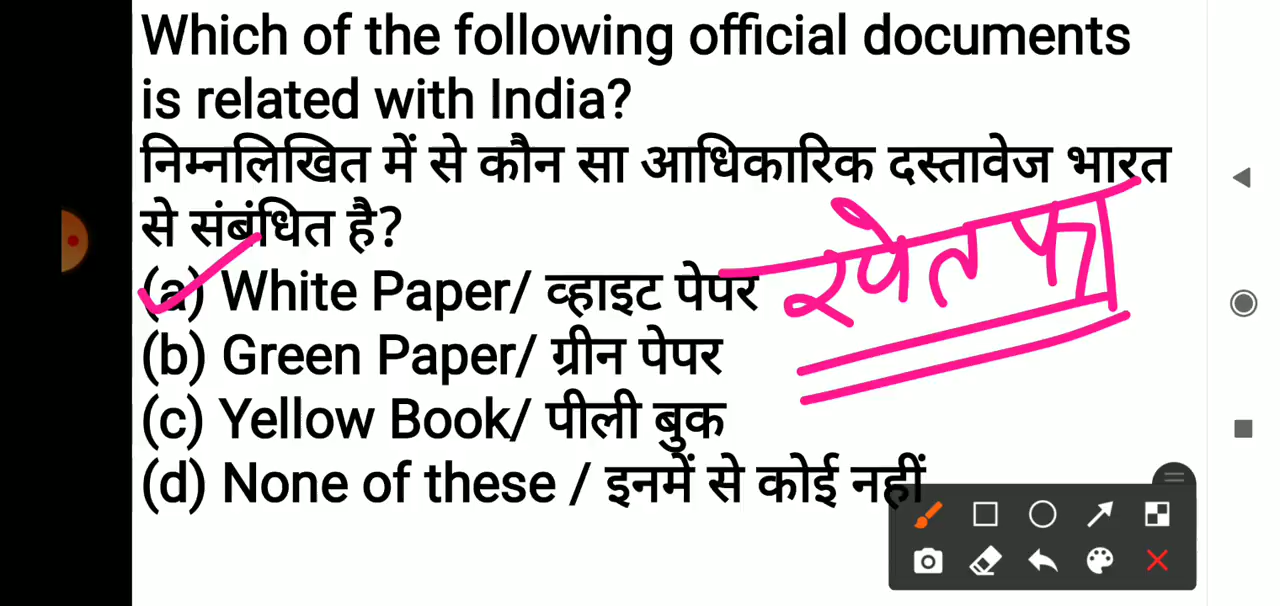 Which of the following official documents
is related with India?
निम्नलिखित में से कौन सा आधिकारिक दस्तावेज भारत
से संबंधित है?
(a) White Paper/ व्हाइट पेपर
(b) Green Paper/ ग्रीन पेपर
(c) Yellow Book/ पीली बुक
(d) None of these / इनमें से कोई नहीं